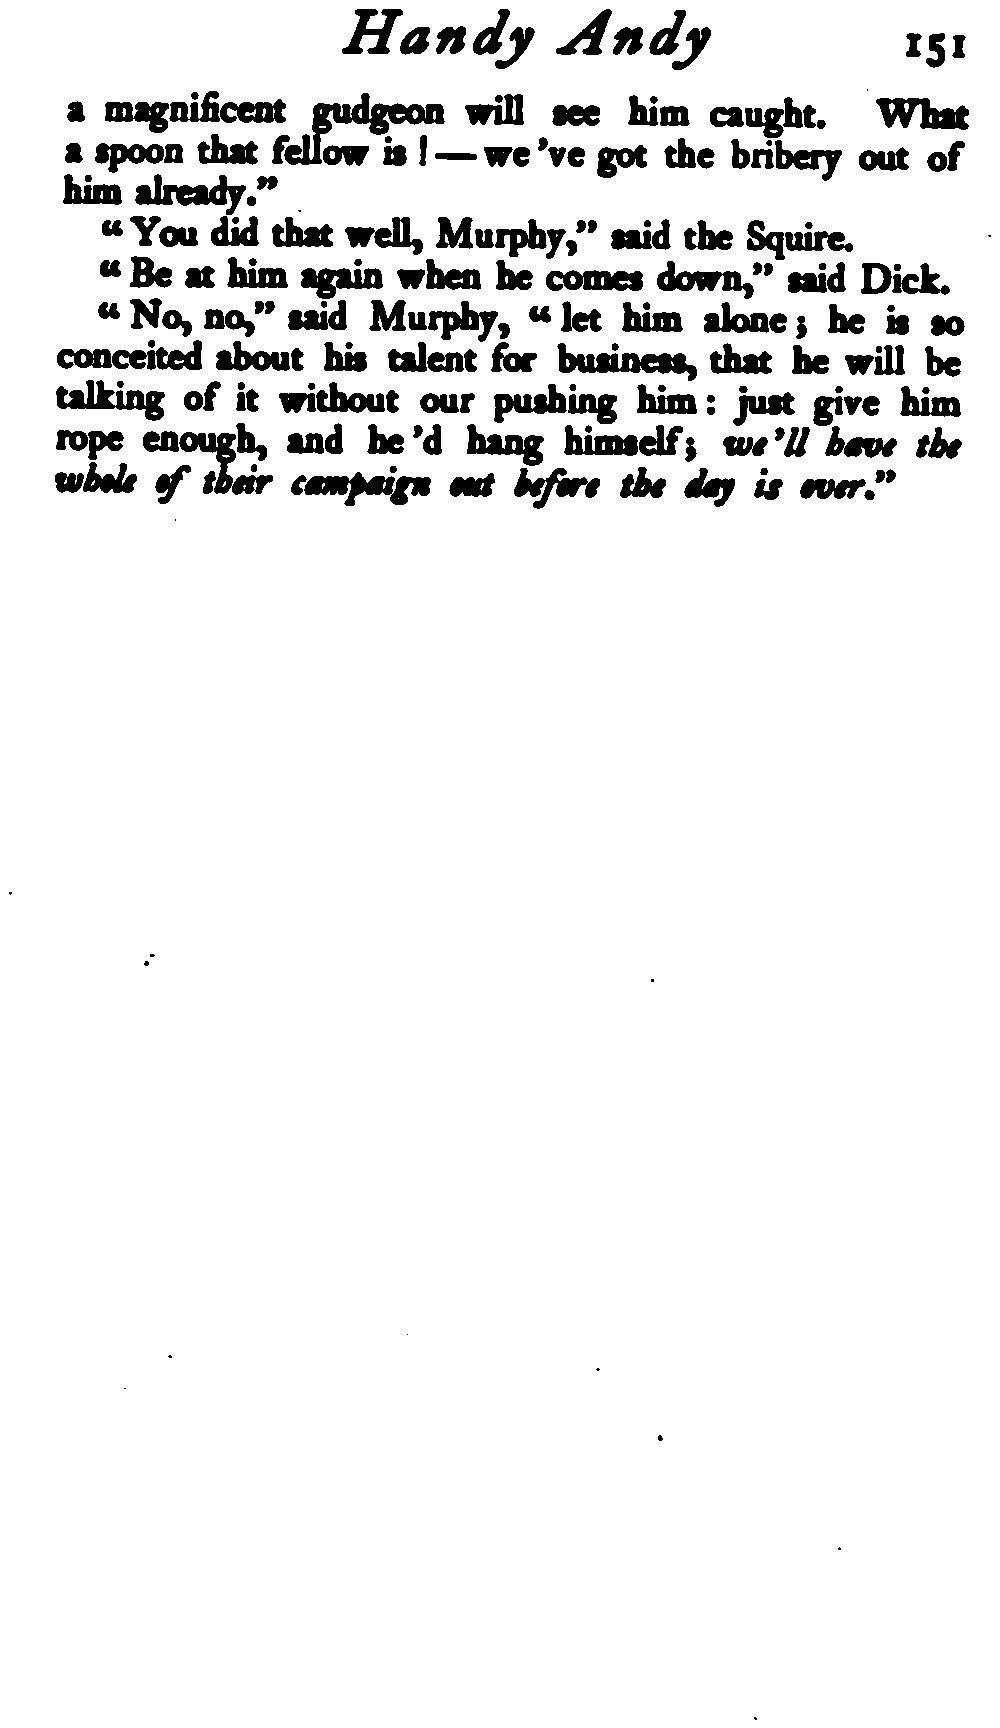 Handy Andy 151
a magnificent gudgeon will see him caught. What
a spoon that fellow is! — we 've got the bribery out of
him already."
"You did that well, Murphy," said the Squire.
"Be at him again when he comes down," said Dick.
"No, no," said Murphy, "let him alone; he is so
conceited about his talent for business, that he will be
talking of it without our pushing him: just give him
rope enough, and he 'd hang himself; we 'll have the
whole of their campaign out before the day is over."